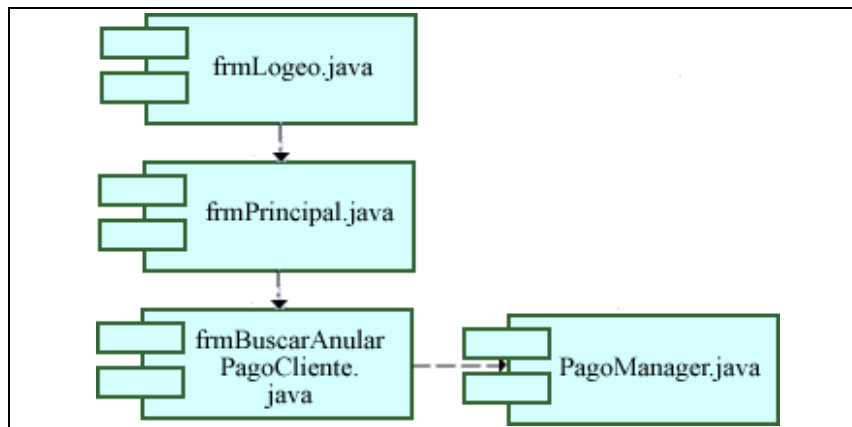 frmLogeo.java
frmPrincipal.java
frmBuscarAnular
PagoCliente.
java
PagoManager.java